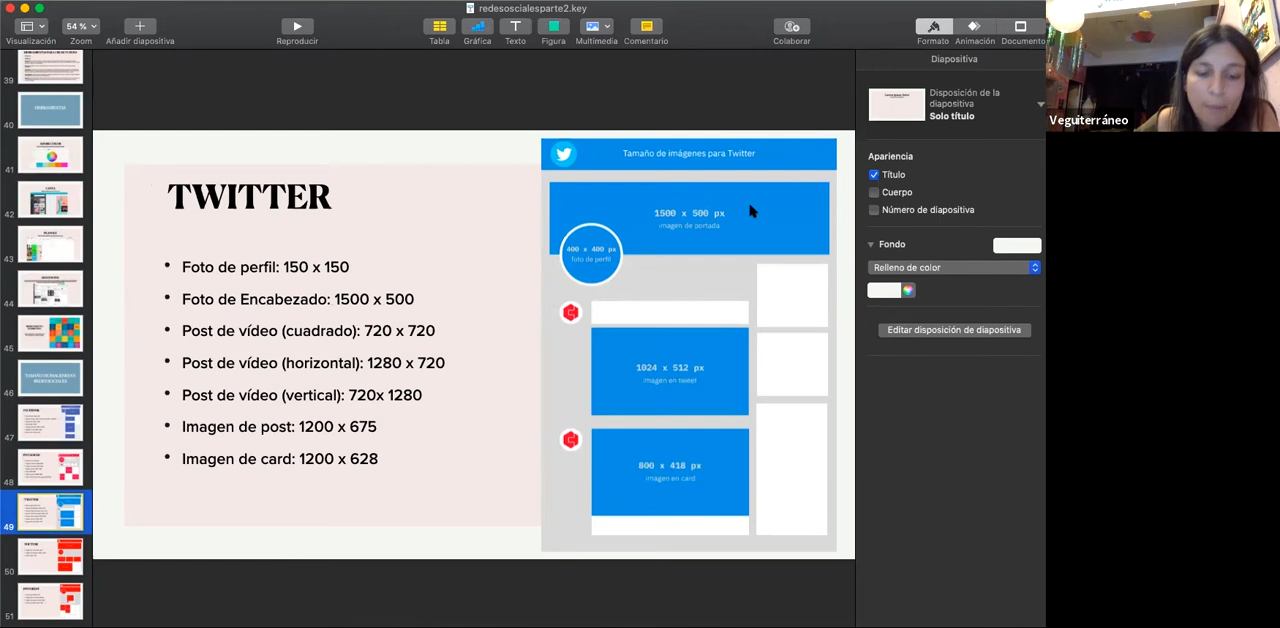 redesoscialesparte2.key
54 %
Visualización
Zoom
Añadir diapositiva
Reproducir
Tabla
Gráfica
Texto
Figura
Multimedia
Comentario
Colaborar
Formato
Animación
Documento
Diapositiva
Disposición de la
diapositiva
Solo título
Apariencia
Título
Cuerpo
Número de diapositiva
Fondo
Relleno de color
Editar disposición de diapositiva
Veguiterráneo
39
40
41
42
43
44
45
46
47
48
49
50
51
TWITTER
• Foto de perfil: 150 x 150
• Foto de Encabezado: 1500 x 500
• Post de vídeo (cuadrado): 720 x 720
• Post de vídeo (horizontal): 1280 x 720
• Post de vídeo (vertical): 720x 1280
• Imagen de post: 1200 x 675
• Imagen de card: 1200 x 628
Tamaño de imágenes para Twitter
1500 x 500 px
imagen de portada
400 x 400 px
foto de perfil
1024 x 512 px
imagen en tweet
800 x 418 px
imagen en card